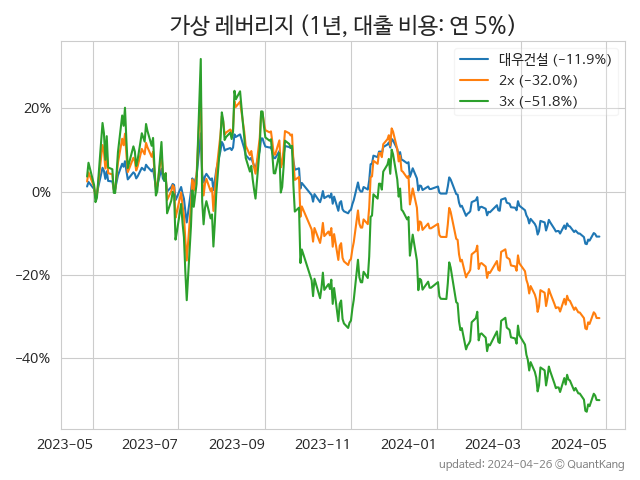 가상 레버리지 (1년, 대출 비용: 연 5%)
대우건설 (−11.9%)
2x (−32.0%)
3x (−51.8%)
20%
0%
−20%
−40%
2023-05 2023-07 2023-09 2023-11 2024-01 2024-03 2024-05
updated: 2024-04-26 © QuantKang